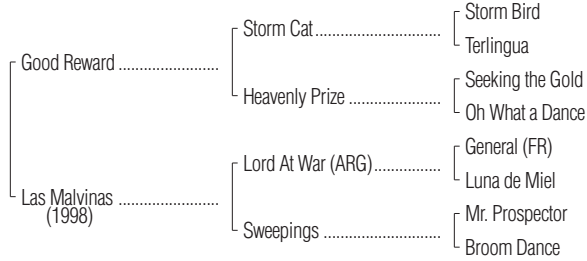 Storm Bird
Storm Cat
Terlingua
Good Reward
Seeking the Gold
Heavenly Prize
Oh What a Dance
General (FR)
Lord At War (ARG)
Luna de Miel
Las Malvinas
(1998)
Mr. Prospector
Sweepings
Broom Dance